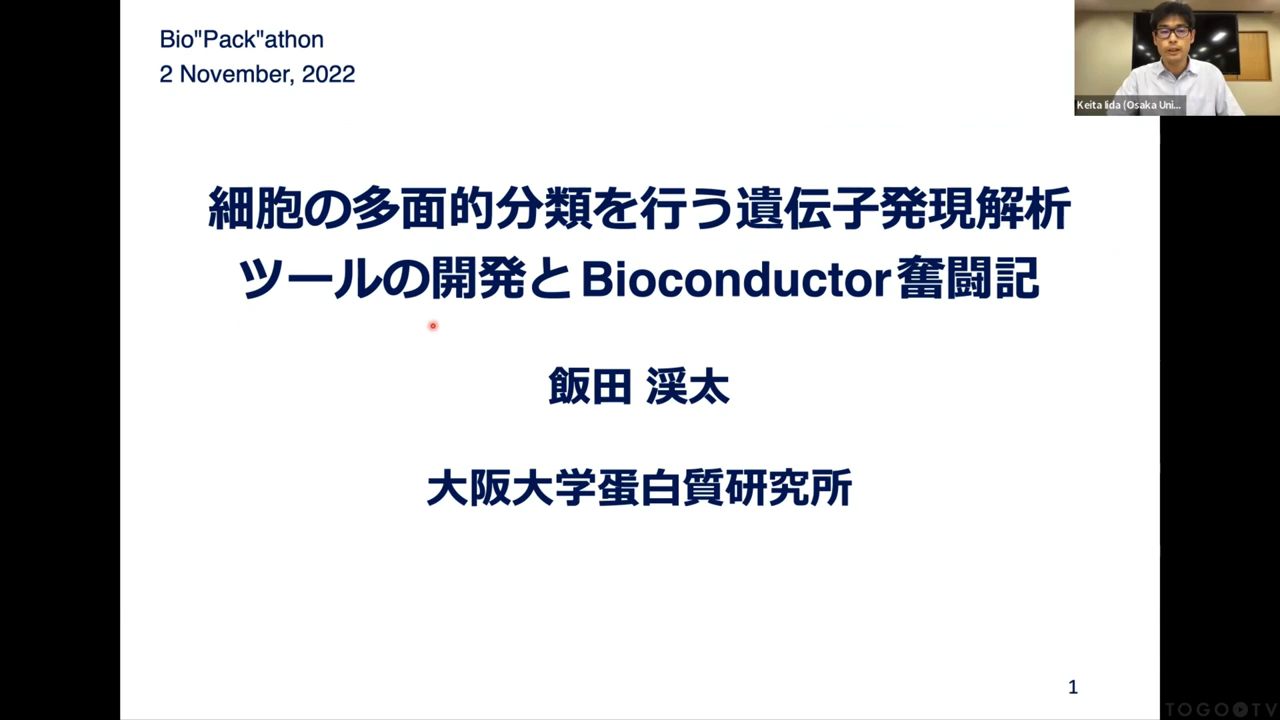 Bio"Pack"athon
2 November, 2022
Keita Iida (Osaka Uni...
細胞の多面的分類を行う遺伝子発現解析
ツールの開発とBioconductor奮闘記
飯田 渓太
大阪大学蛋白質研究所
1
TOGOTV